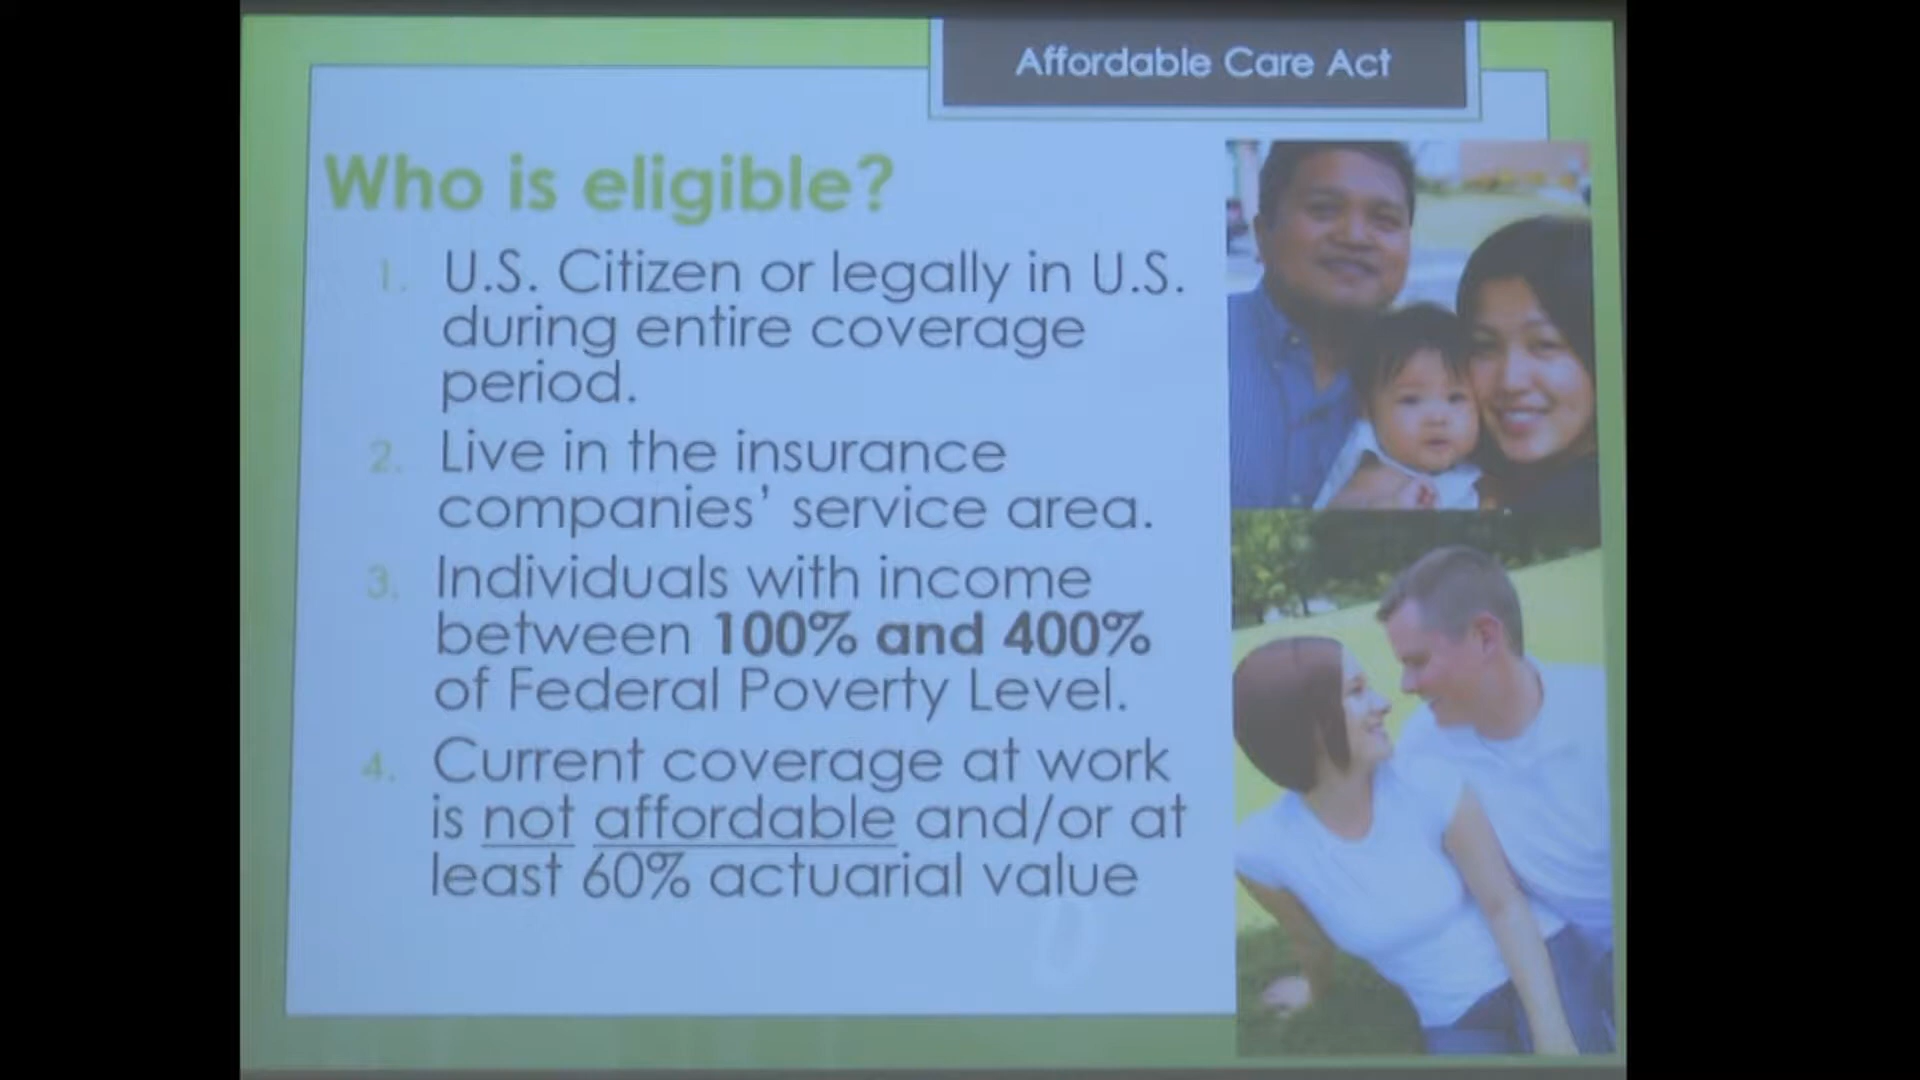 Affordable Care Act
Who is eligible?
1. U.S. Citizen or legally in U.S.
during entire coverage
period.
2. Live in the insurance
companies’ service area.
3. Individuals with income
between 100% and 400%
of Federal Poverty Level.
4. Current coverage at work
is not affordable and/or at
least 60% actuarial value